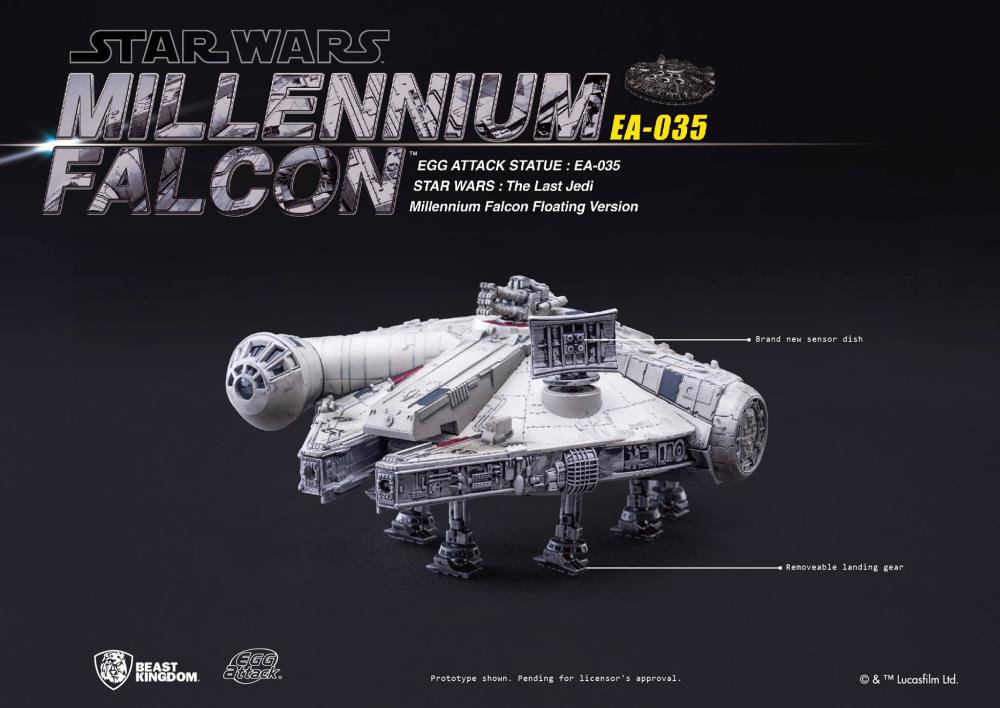 STAR WARS
MILLENNIUM
FALCON™
EA-035
EGG ATTACK STATUE : EA-035
STAR WARS : The Last Jedi
Millennium Falcon Floating Version
Brand new sensor dish
Removeable landing gear
BEAST
KINGDOM.
EGG
attack.
Prototype shown. Pending for licensor's approval.
© & ™ Lucasfilm Ltd.